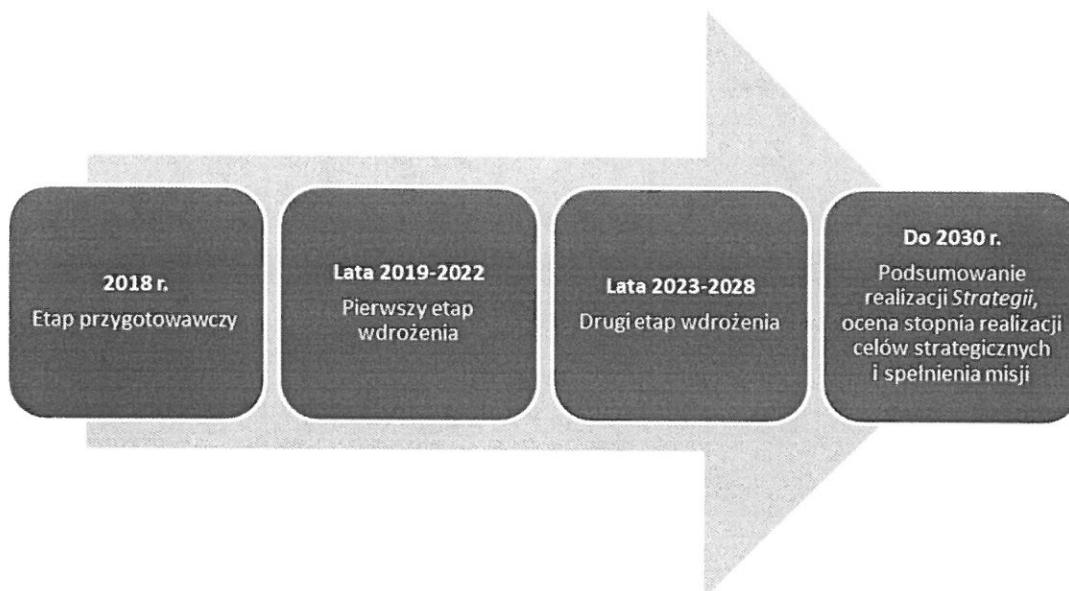 2018 r.
Etap przygotowawczy
Lata 2019-2022
Pierwszy etap
wdrożenia
Lata 2023-2028
Drugi etap wdrożenia
Do 2030 r.
Podsumowanie
realizacji Strategii,
ocena stopnia realizacji
celów strategicznych
i spełnienia misji